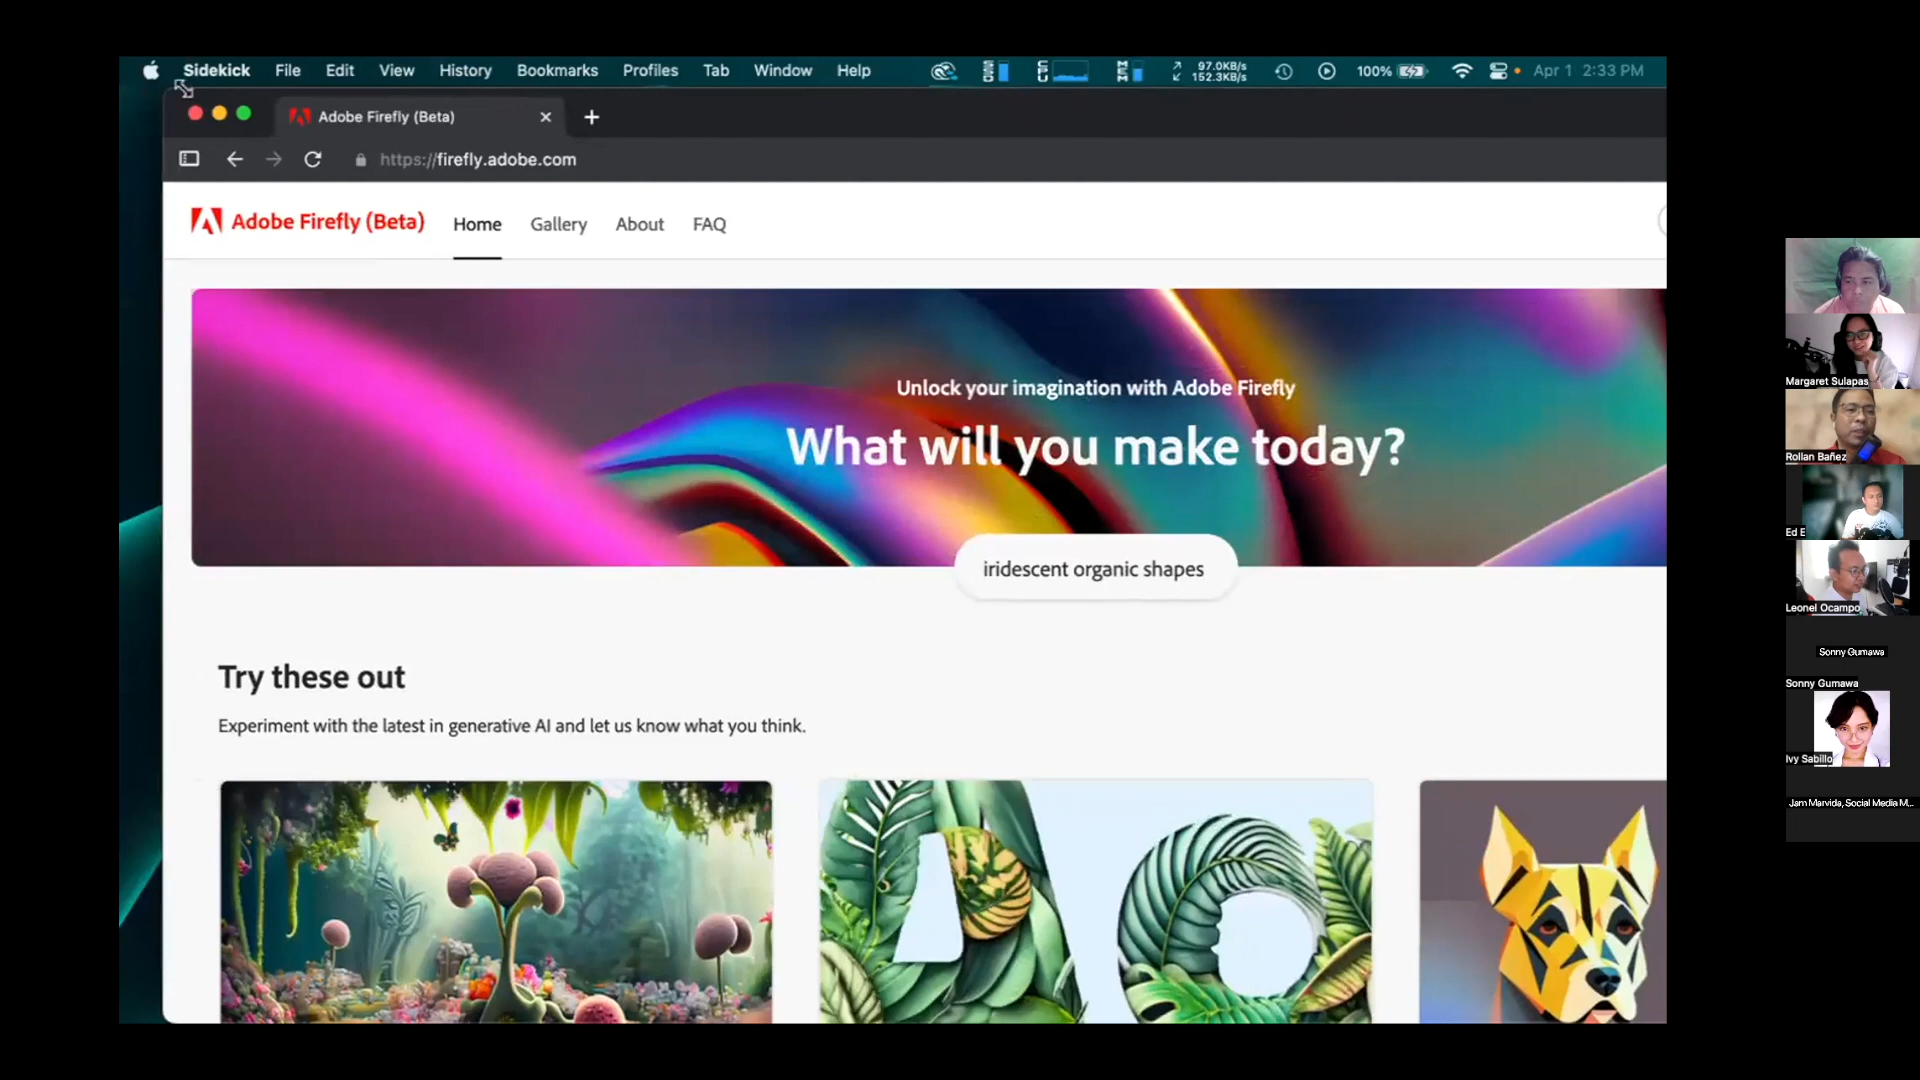 Sidekick File Edit View History Bookmarks Profiles Tab Window Help
97.0KB/s
152.3KB/s
100%
Apr 1 2:33 PM
Adobe Firefly (Beta)
https://firefly.adobe.com
Adobe Firefly (Beta) Home Gallery About FAQ
Unlock your imagination with Adobe Firefly
What will you make today?
iridescent organic shapes
Try these out
Experiment with the latest in generative AI and let us know what you think.
Margaret Sulapas
Rollan Bañez
Ed E
Leonel Ocampo
Sonny Gumawa
Sonny Gumawa
Ivy Sabillo
Jam Marvida, Social Media M...